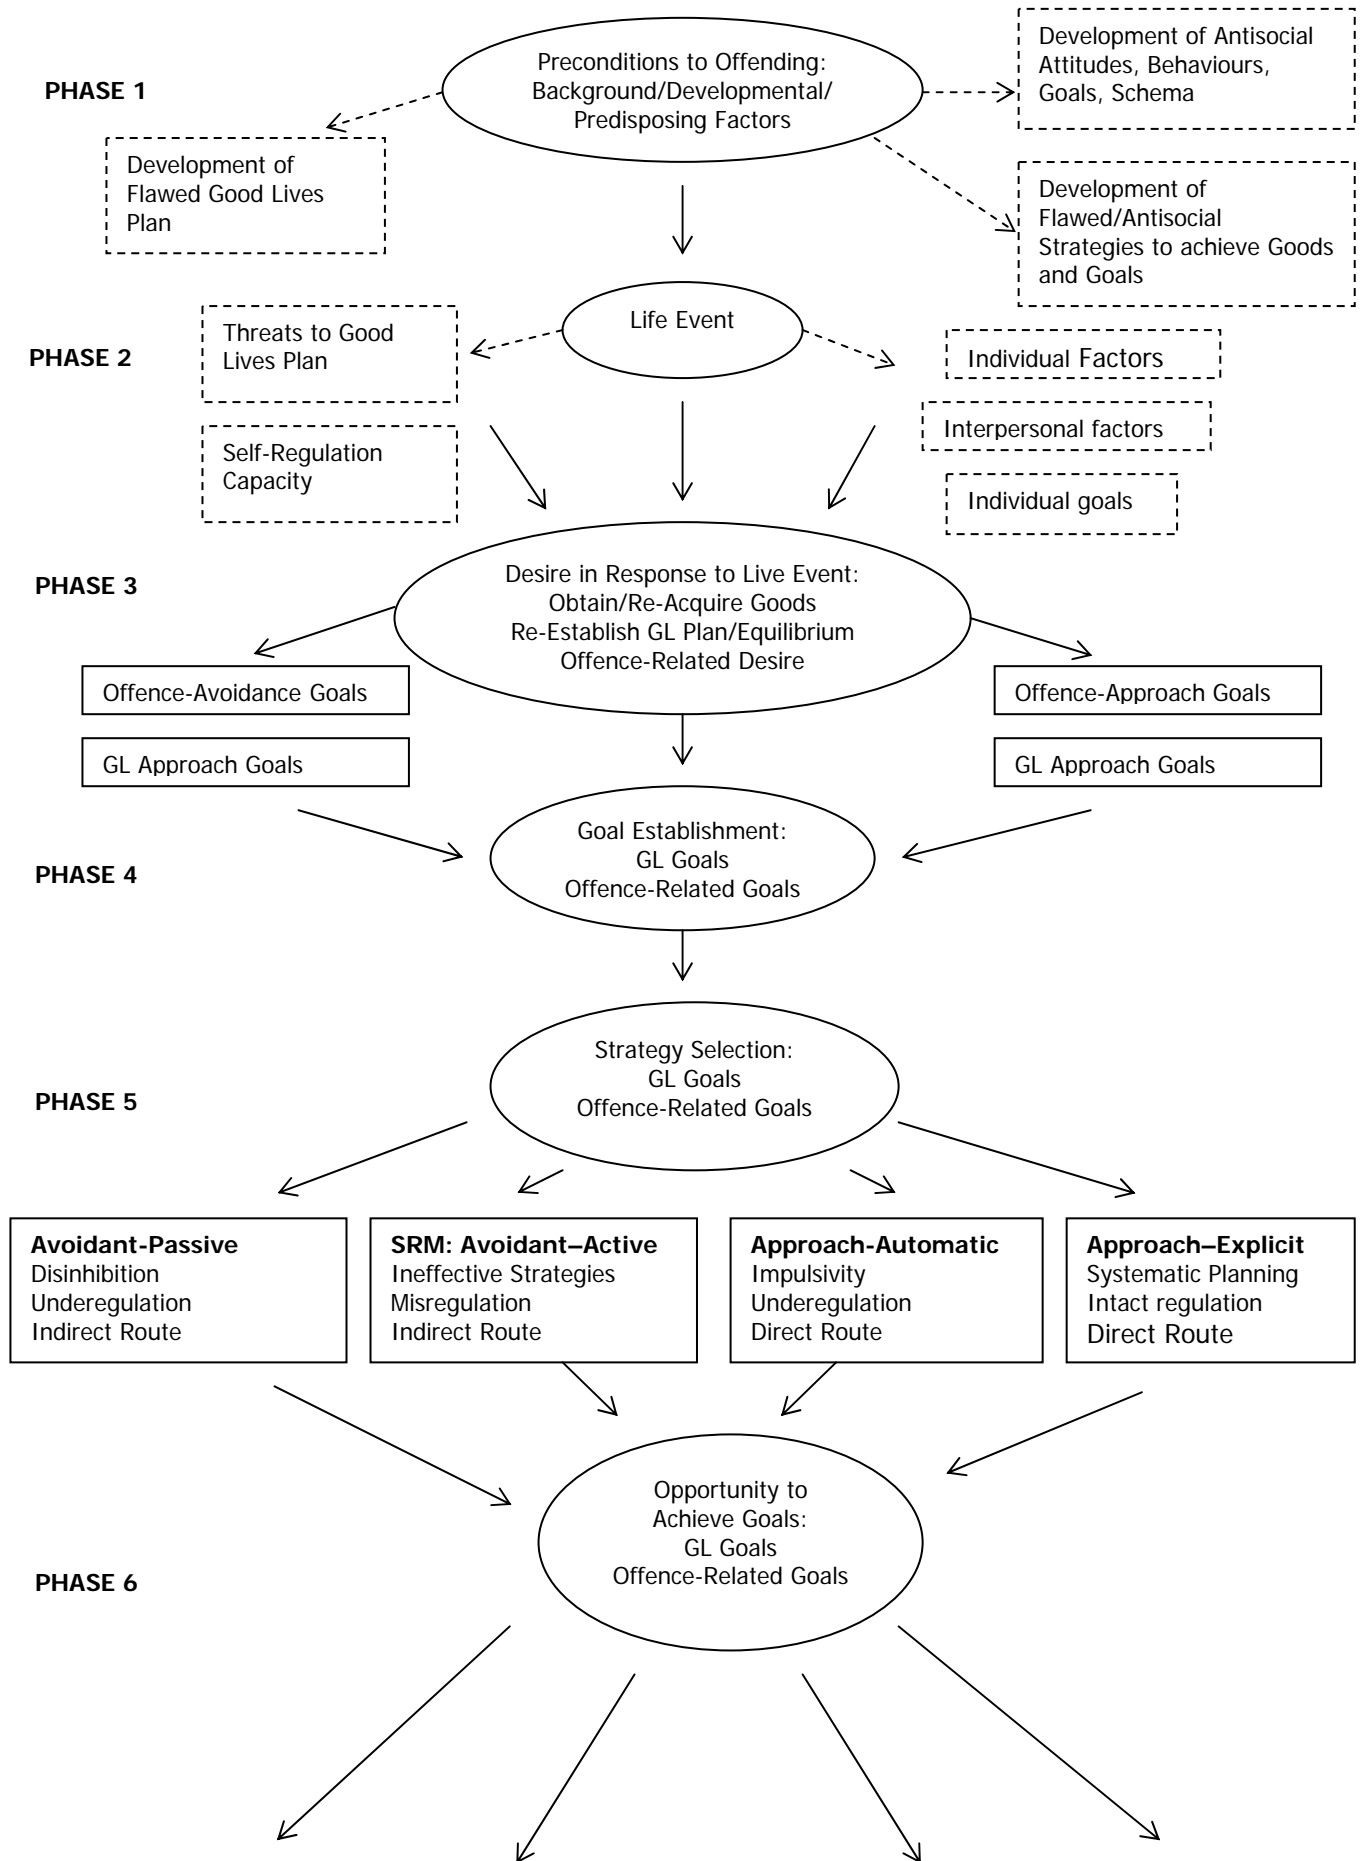 PHASE 1
Preconditions to Offending:
Background/Developmental/
Predisposing Factors
Development of Antisocial
Attitudes, Behaviours,
Goals, Schema
Development of
Flawed Good Lives
Plan
Development of
Flawed/Antisocial
Strategies to achieve Goods
and Goals
PHASE 2
Life Event
Threats to Good
Lives Plan
Self-Regulation
Capacity
Individual Factors
Interpersonal factors
Individual goals
PHASE 3
Desire in Response to Live Event:
Obtain/Re-Acquire Goods
Re-Establish GL Plan/Equilibrium
Offence-Related Desire
Offence-Avoidance Goals
GL Approach Goals
Offence-Approach Goals
GL Approach Goals
PHASE 4
Goal Establishment:
GL Goals
Offence-Related Goals
PHASE 5
Strategy Selection:
GL Goals
Offence-Related Goals
Avoidant-Passive
Disinhibition
Underegulation
Indirect Route
SRM: Avoidant–Active
Ineffective Strategies
Misregulation
Indirect Route
Approach-Automatic
Impulsivity
Underegulation
Direct Route
Approach–Explicit
Systematic Planning
Intact regulation
Direct Route
PHASE 6
Opportunity to
Achieve Goals:
GL Goals
Offence-Related Goals